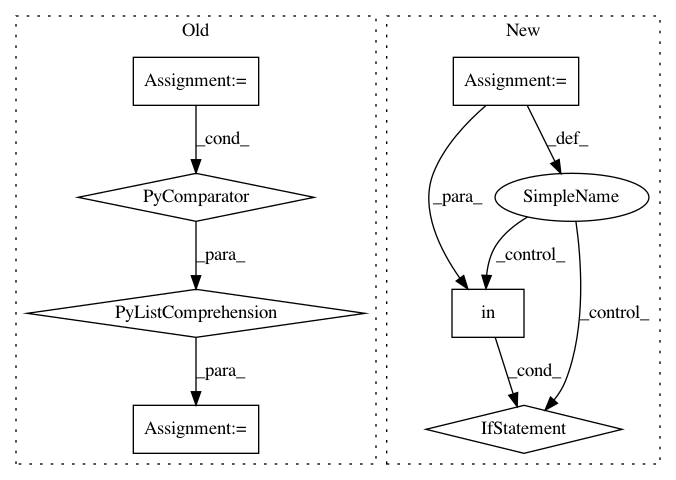 Old
New
Assignment:=
Assignment:=
_cond_
_def_
PyComparator
SimpleName
_para_
_para_
_control_
_control_
PyListComprehension
in
_para_
_cond_
Assignment:=
IfStatement